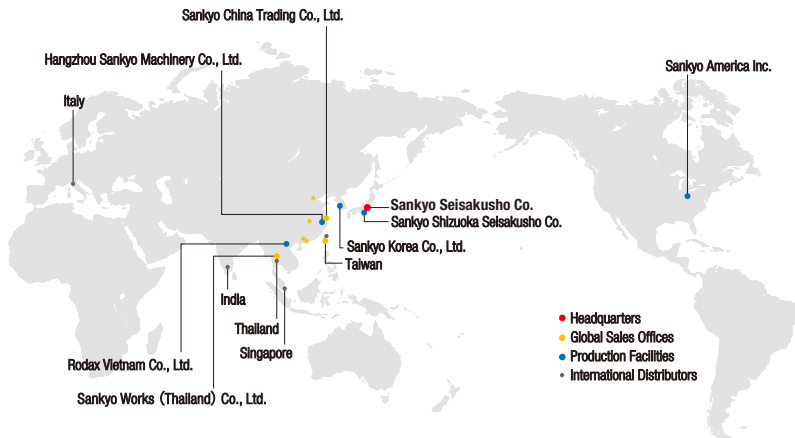 Sankyo China Trading Co., Ltd.
Hangzhou Sankyo Machinery Co., Ltd.
Sankyo America Inc.
Italy
Sankyo Seisakusho Co.
Sankyo Shizuoka Seisakusho Co.
Sankyo Korea Co., Ltd.
Taiwan
India
Thailand
Singapore
Rodax Vietnam Co., Ltd.
Sankyo Works (Thailand) Co., Ltd.
Headquarters
Global Sales Offices
Production Facilities
International Distributors